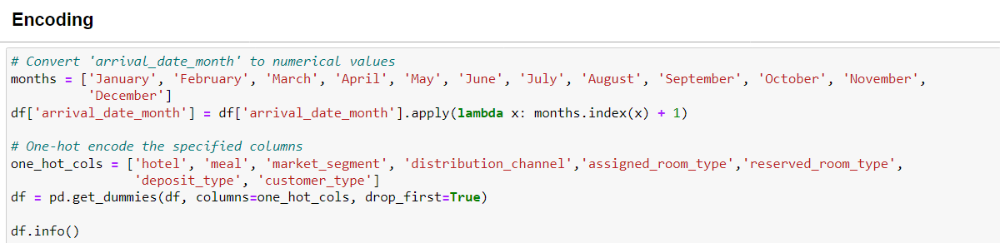 Encoding
# Convert 'arrival_date_month' to numerical values
months = ['January', 'February', 'March', 'April', 'May', 'June', 'July', 'August', 'September', 'October', 'November',
          'December']
df['arrival_date_month'] = df['arrival_date_month'].apply(lambda x: months.index(x) + 1)
# One-hot encode the specified columns
one_hot_cols = ['hotel', 'meal', 'market_segment', 'distribution_channel','assigned_room_type','reserved_room_type',
                'deposit_type', 'customer_type']
df = pd.get_dummies(df, columns=one_hot_cols, drop_first=True)
df.info()